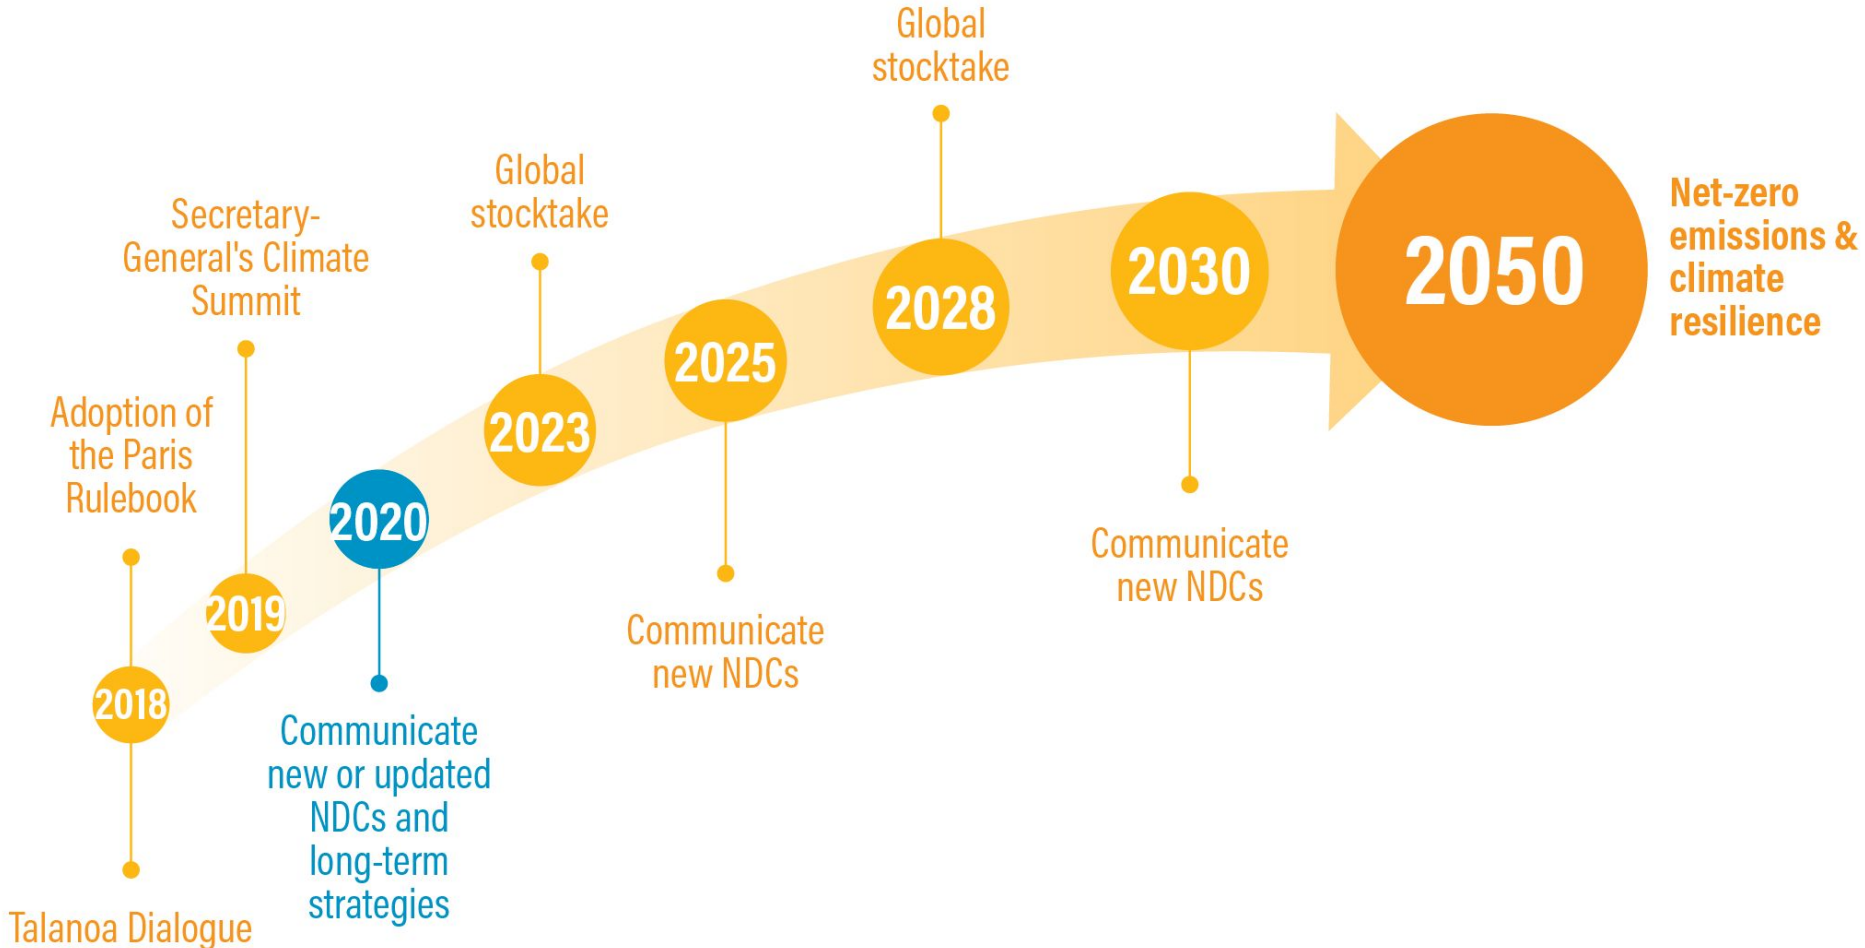 Adoption of
the Paris
Rulebook
2018
Talanoa Dialogue
Secretary-
General's Climate
Summit
2019
2020
Communicate
new or updated
NDCs and
long-term
strategies
Global
stocktake
2023
2025
Communicate
new NDCs
Global
stocktake
2028
2030
Communicate
new NDCs
2050
Net-zero
emissions &
climate
resilience